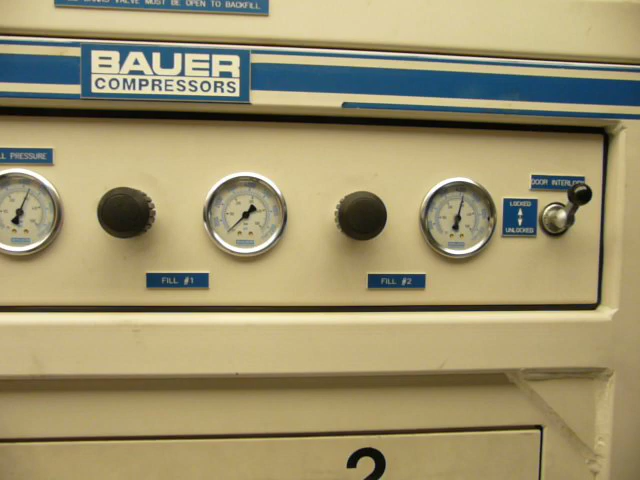 VALVE MUST BE OPEN TO BACKFILL
BAUER
COMPRESSORS
LL PRESSURE
DOOR INTERLOCK
LOCKED
UNLOCKED
FILL #1
FILL #2
2